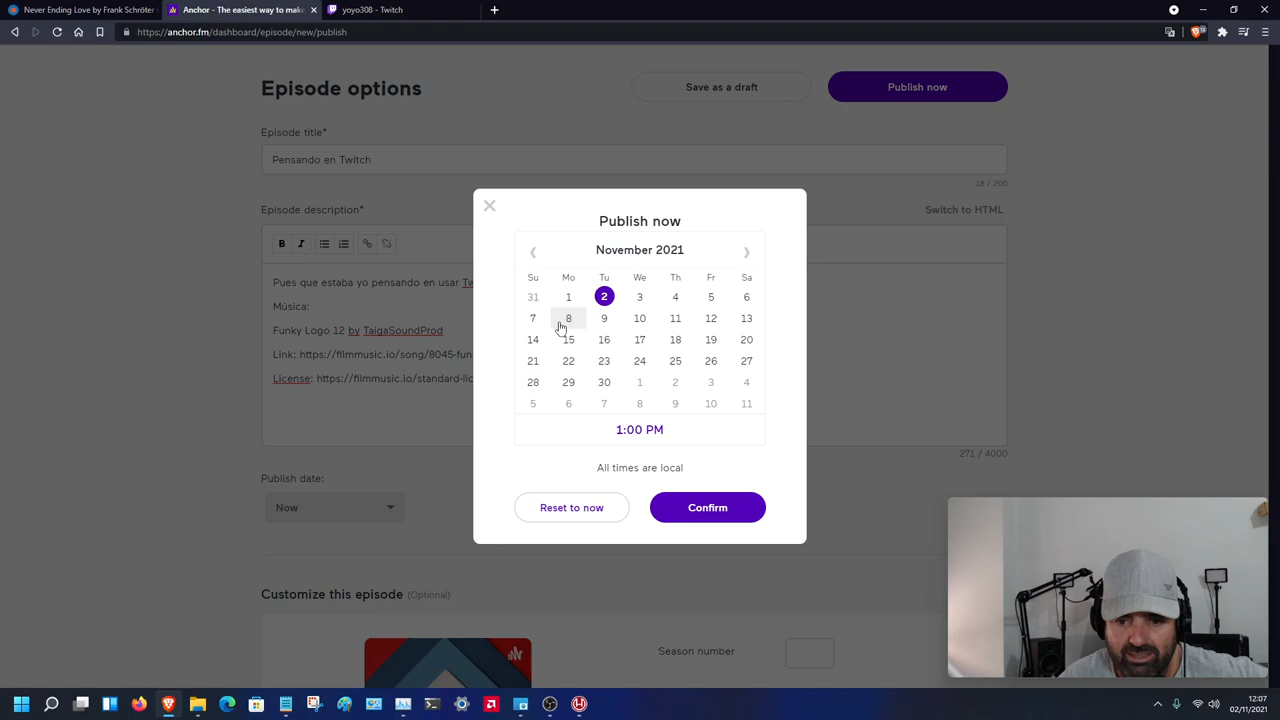 Never Ending Love by Frank Schröter
Anchor - The easiest way to make
yoyo308 - Twitch
https://anchor.fm/dashboard/episode/new/publish
Episode options
Save as a draft
Publish now
Episode title*
Pensando en Twitch
18 / 200
Episode description*
Switch to HTML
B I
Pues que estaba yo pensando en usar
Música:
Funky Logo 12 by TaigaSoundProd
Link: https://filmmusic.io/song/8045-fun
License: https://filmmusic.io/standard-lic
271 / 4000
Publish date:
Now
Publish now
November 2021
Su Mo Tu We Th Fr Sa
31 1 2 3 4 5 6
7 8 9 10 11 12 13
14 15 16 17 18 19 20
21 22 23 24 25 26 27
28 29 30 1 2 3 4
5 6 7 8 9 10 11
1:00 PM
All times are local
Reset to now
Confirm
Customize this episode (Optional)
Season number
12:07
02/11/2021